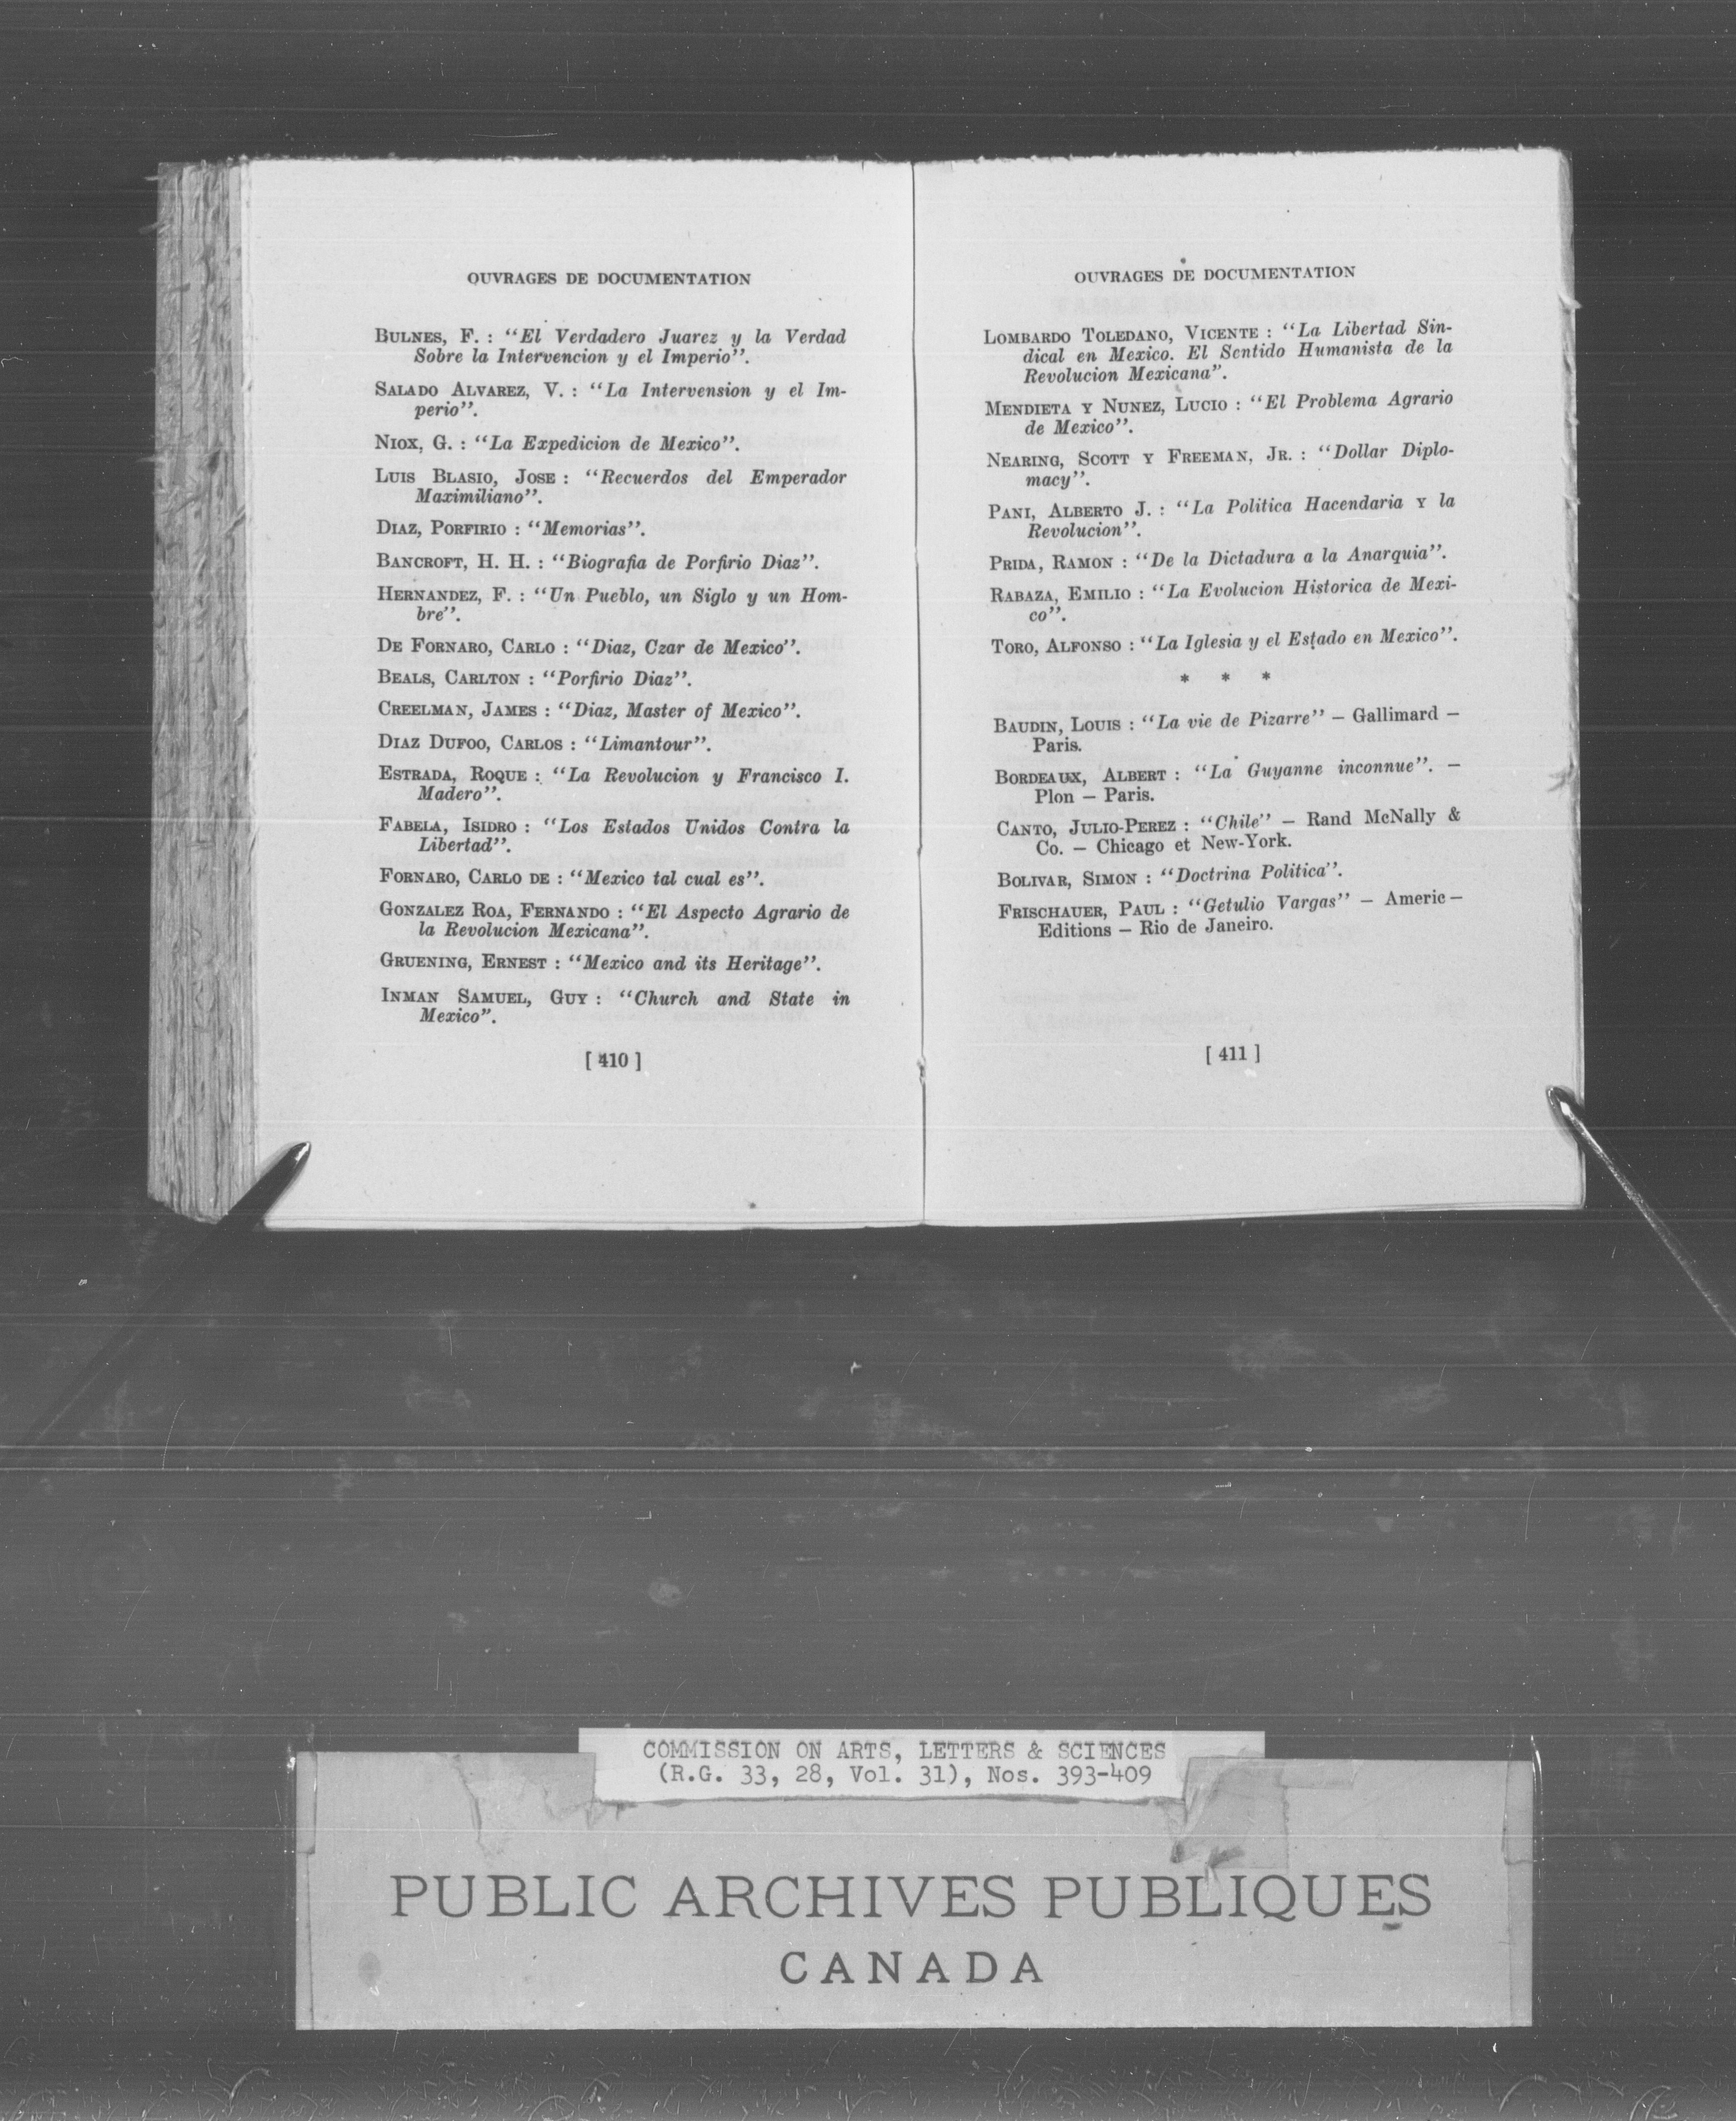 OUVRAGES DE DOCUMENTATION
BULNES, F. : "El Verdadero Juarez y la Verdad
Sobre la Intervencion y el Imperio".
SALADO ALVAREZ, V. : "La Intervension y el Im-
perio".
NIOX, G. : "La Expedicion de Mexico".
LUIS BLASIO, JOSE : "Recuerdos del Emperador
Maximiliano".
DIAZ, PORFIRIO : "Memorias".
BANCROFT, H. H. : "Biografia de Porfirio Diaz".
HERNANDEZ, F. : "Un Pueblo, un Siglo y un Hom-
bre".
DE FORNARO, CARLO : "Diaz, Czar de Mexico".
BEALS, CARLTON : "Porfirio Diaz".
CREELMAN, JAMES : "Diaz, Master of Mexico".
DIAZ DUFOO, CARLOS : "Limantour".
ESTRADA, ROQUE : "La Revolucion y Francisco I.
Madero".
FABELA, ISIDRO : "Los Estados Unidos Contra la
Libertad".
FORNARO, CARLO DE : "Mexico tal cual es".
GONZALEZ ROA, FERNANDO : "El Aspecto Agrario de
la Revolucion Mexicana".
GRUENING, ERNEST : "Mexico and its Heritage".
INMAN SAMUEL, GUY : "Church and State in
Mexico".
[ 410 ]
OUVRAGES DE DOCUMENTATION
LOMBARDO TOLEDANO, VICENTE : "La Libertad Sin-
dical en Mexico. El Sentido Humanista de la
Revolucion Mexicana".
MENDIETA Y NUNEZ, LUCIO : "El Problema Agrario
de Mexico".
NEARING, SCOTT Y FREEMAN, JR. : "Dollar Diplo-
macy".
PANI, ALBERTO J. : "La Politica Hacendaria Y la
Revolucion".
PRIDA, RAMON : "De la Dictadura a la Anarquia".
RABAZA, EMILIO : "La Evolucion Historica de Mexi-
co".
TORO, ALFONSO : "La Iglesia y el Estado en Mexico".
* * *
BAUDIN, LOUIS : "La vie de Pizarre" — Gallimard —
Paris.
BORDEAUX, ALBERT : "La Guyanne inconnue". —
Plon — Paris.
CANTO, JULIO-PEREZ : "Chile" — Rand McNally &
Co. — Chicago et New-York.
BOLIVAR, SIMON : "Doctrina Politica".
FRISCHAUER, PAUL : "Getulio Vargas" — Americ —
Editions — Rio de Janeiro.
[ 411 ]
COMMISSION ON ARTS, LETTERS & SCIENCES
(R.G. 33, 28, Vol. 31), Nos. 393-409
PUBLIC ARCHIVES PUBLIQUES
CANADA